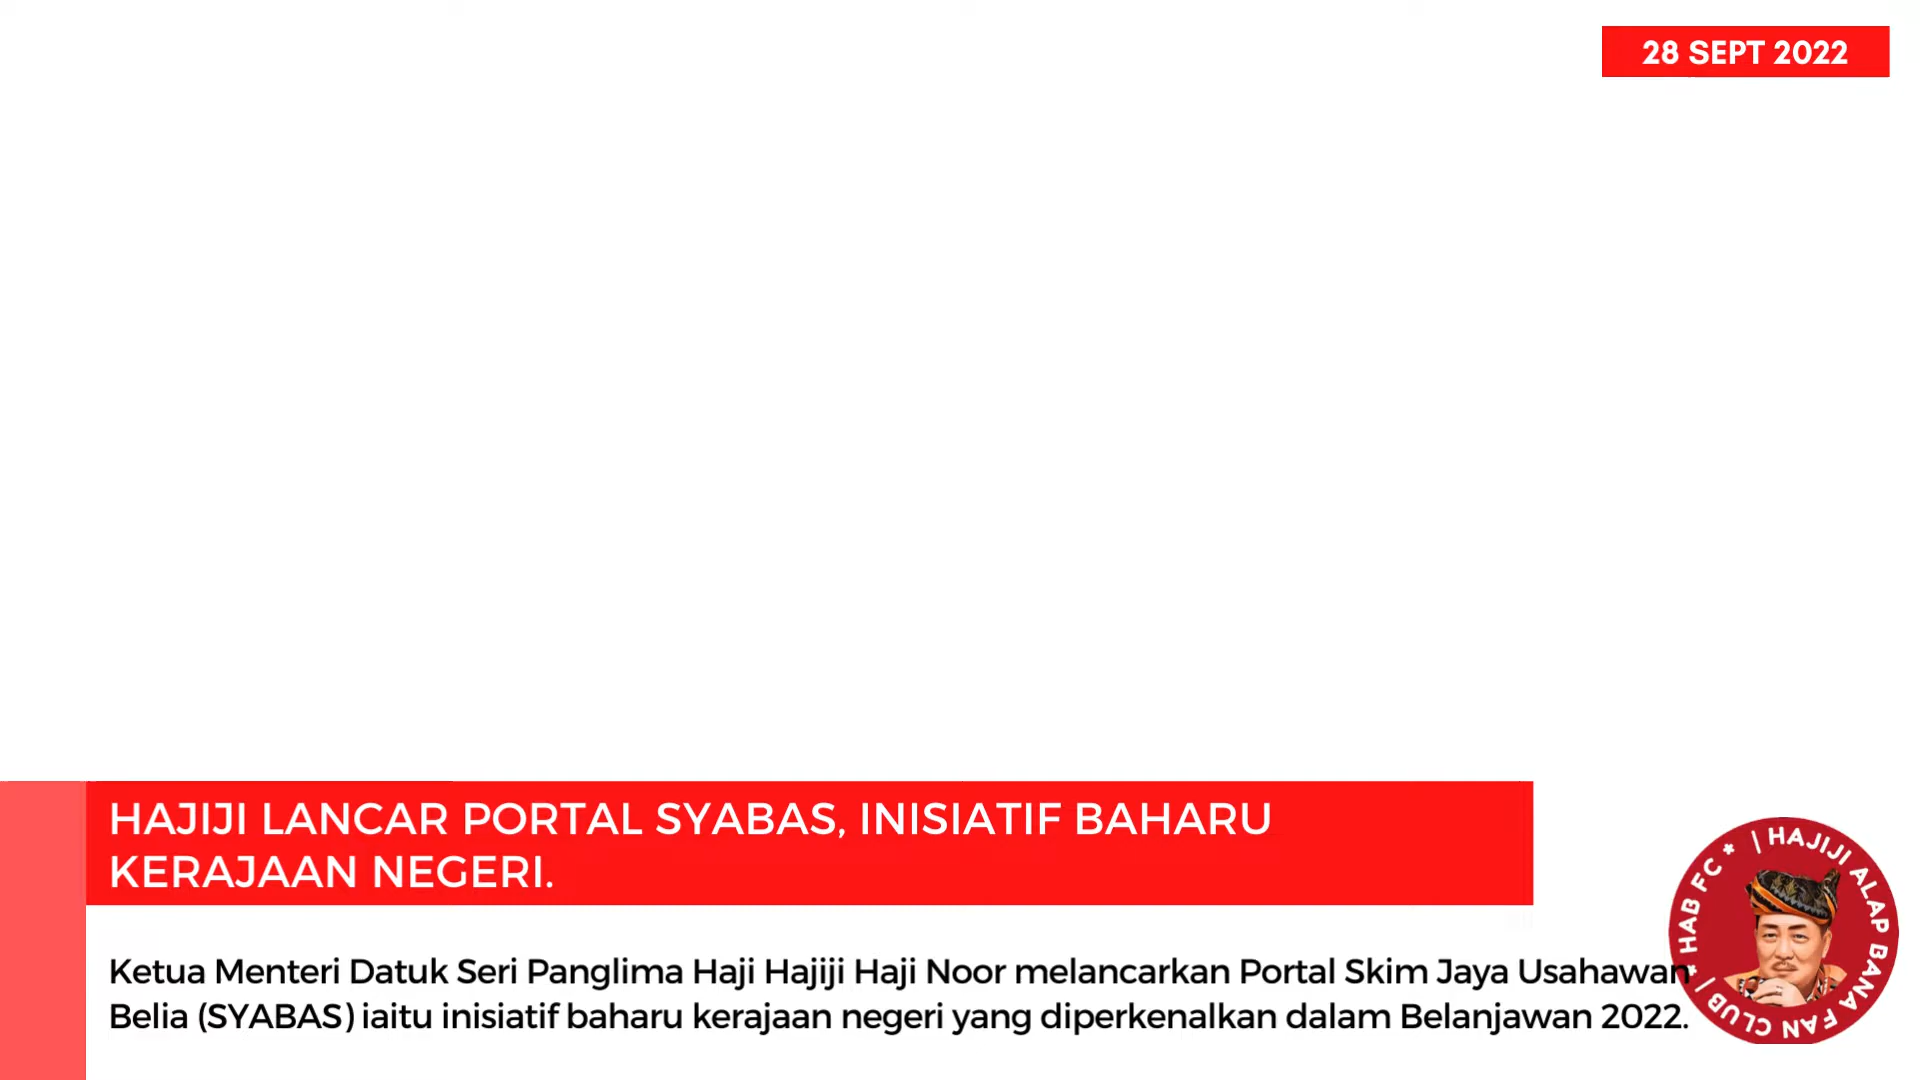 28 SEPT 2022
HAJIJI LANCAR PORTAL SYABAS, INISIATIF BAHARU
KERAJAAN NEGERI.
Ketua Menteri Datuk Seri Panglima Haji Hajiji Haji Noor melancarkan Portal Skim Jaya Usahawan
Belia (SYABAS) iaitu inisiatif baharu kerajaan negeri yang diperkenalkan dalam Belanjawan 2022.
| HAJIJI ALAP BANA FAN CLUB | * HAB FC *